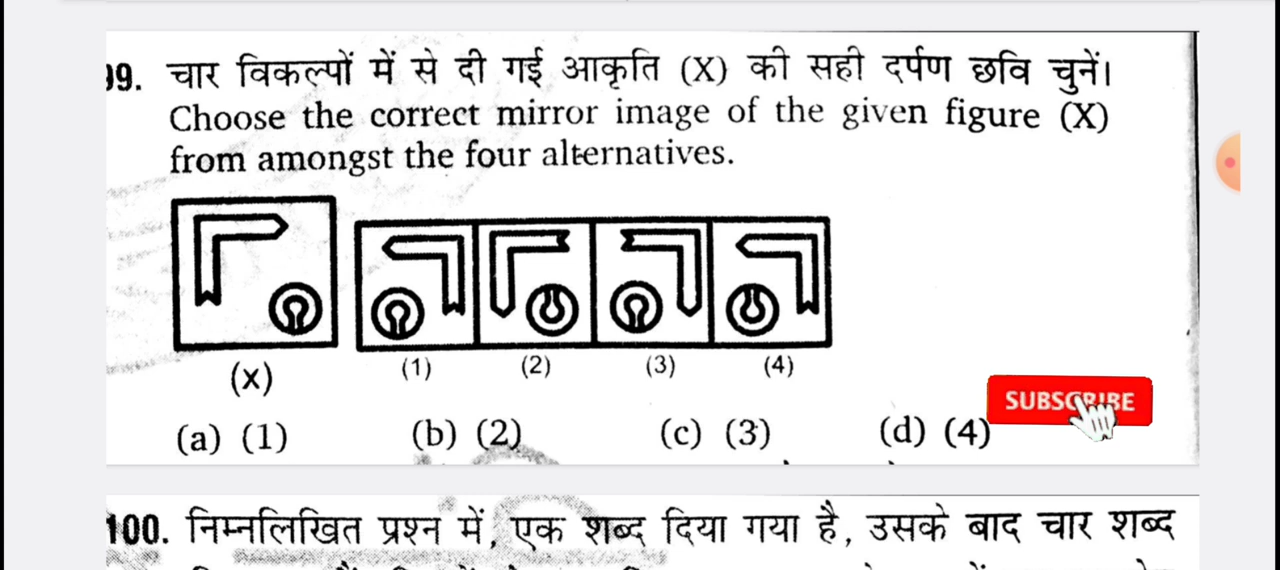 99. चार विकल्पों में से दी गई आकृति (X) की सही दर्पण छवि चुनें।
Choose the correct mirror image of the given figure (X)
from amongst the four alternatives.
(x) (1) (2) (3) (4)
(a) (1) (b) (2) (c) (3) (d) (4)
SUBSCRIBE
100. निम्नलिखित प्रश्न में, एक शब्द दिया गया है, उसके बाद चार शब्द